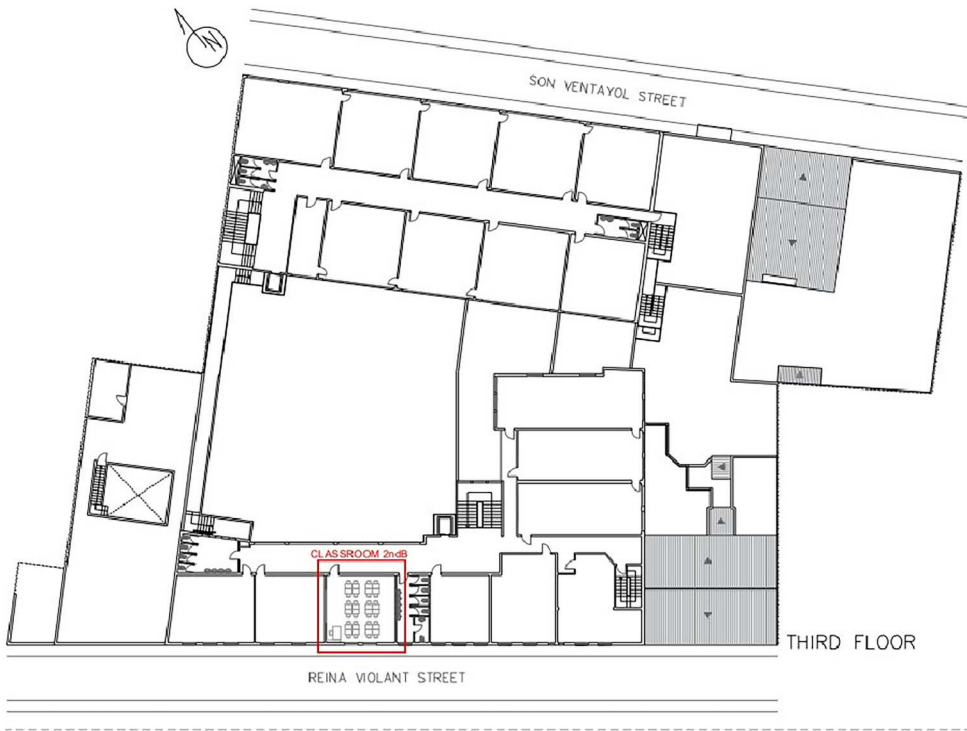 N
SON VENTAYOL STREET
CLASSROOM 2ndB
THIRD FLOOR
REINA VIOLANT STREET